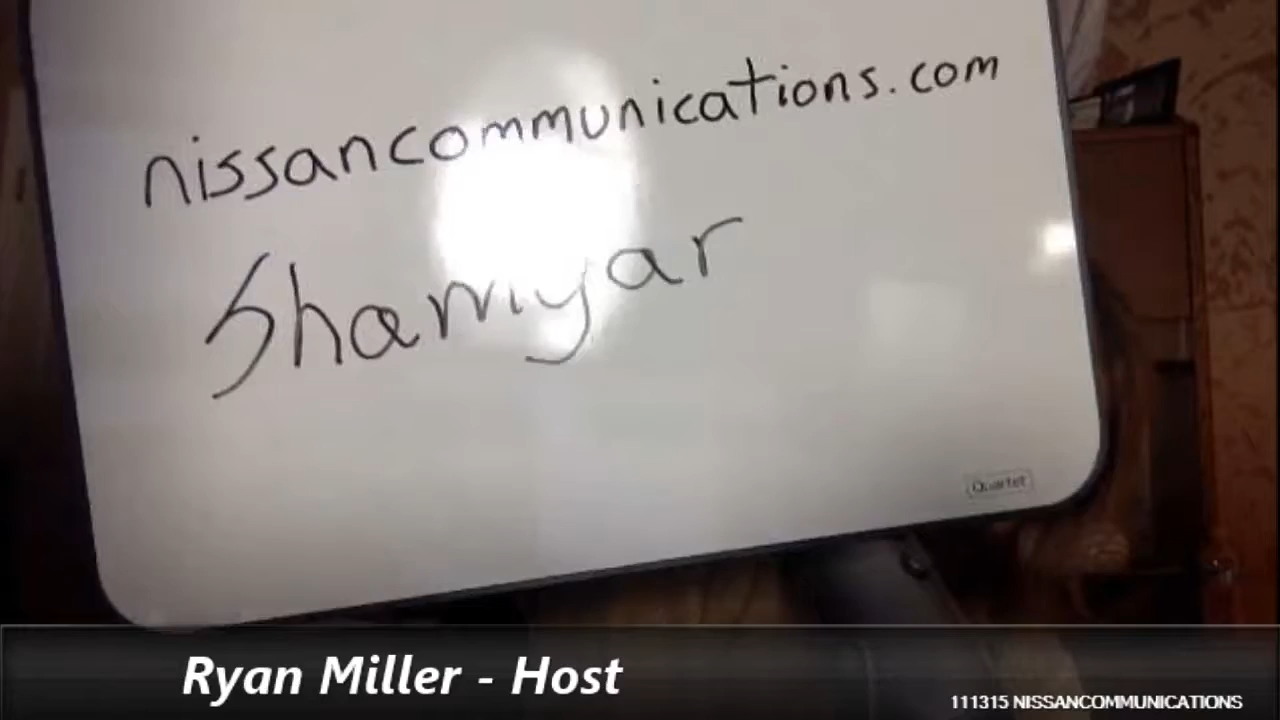 nissancommunications.com
Shamyar
Quartet
Ryan Miller - Host
111315 NISSANCOMMUNICATIONS